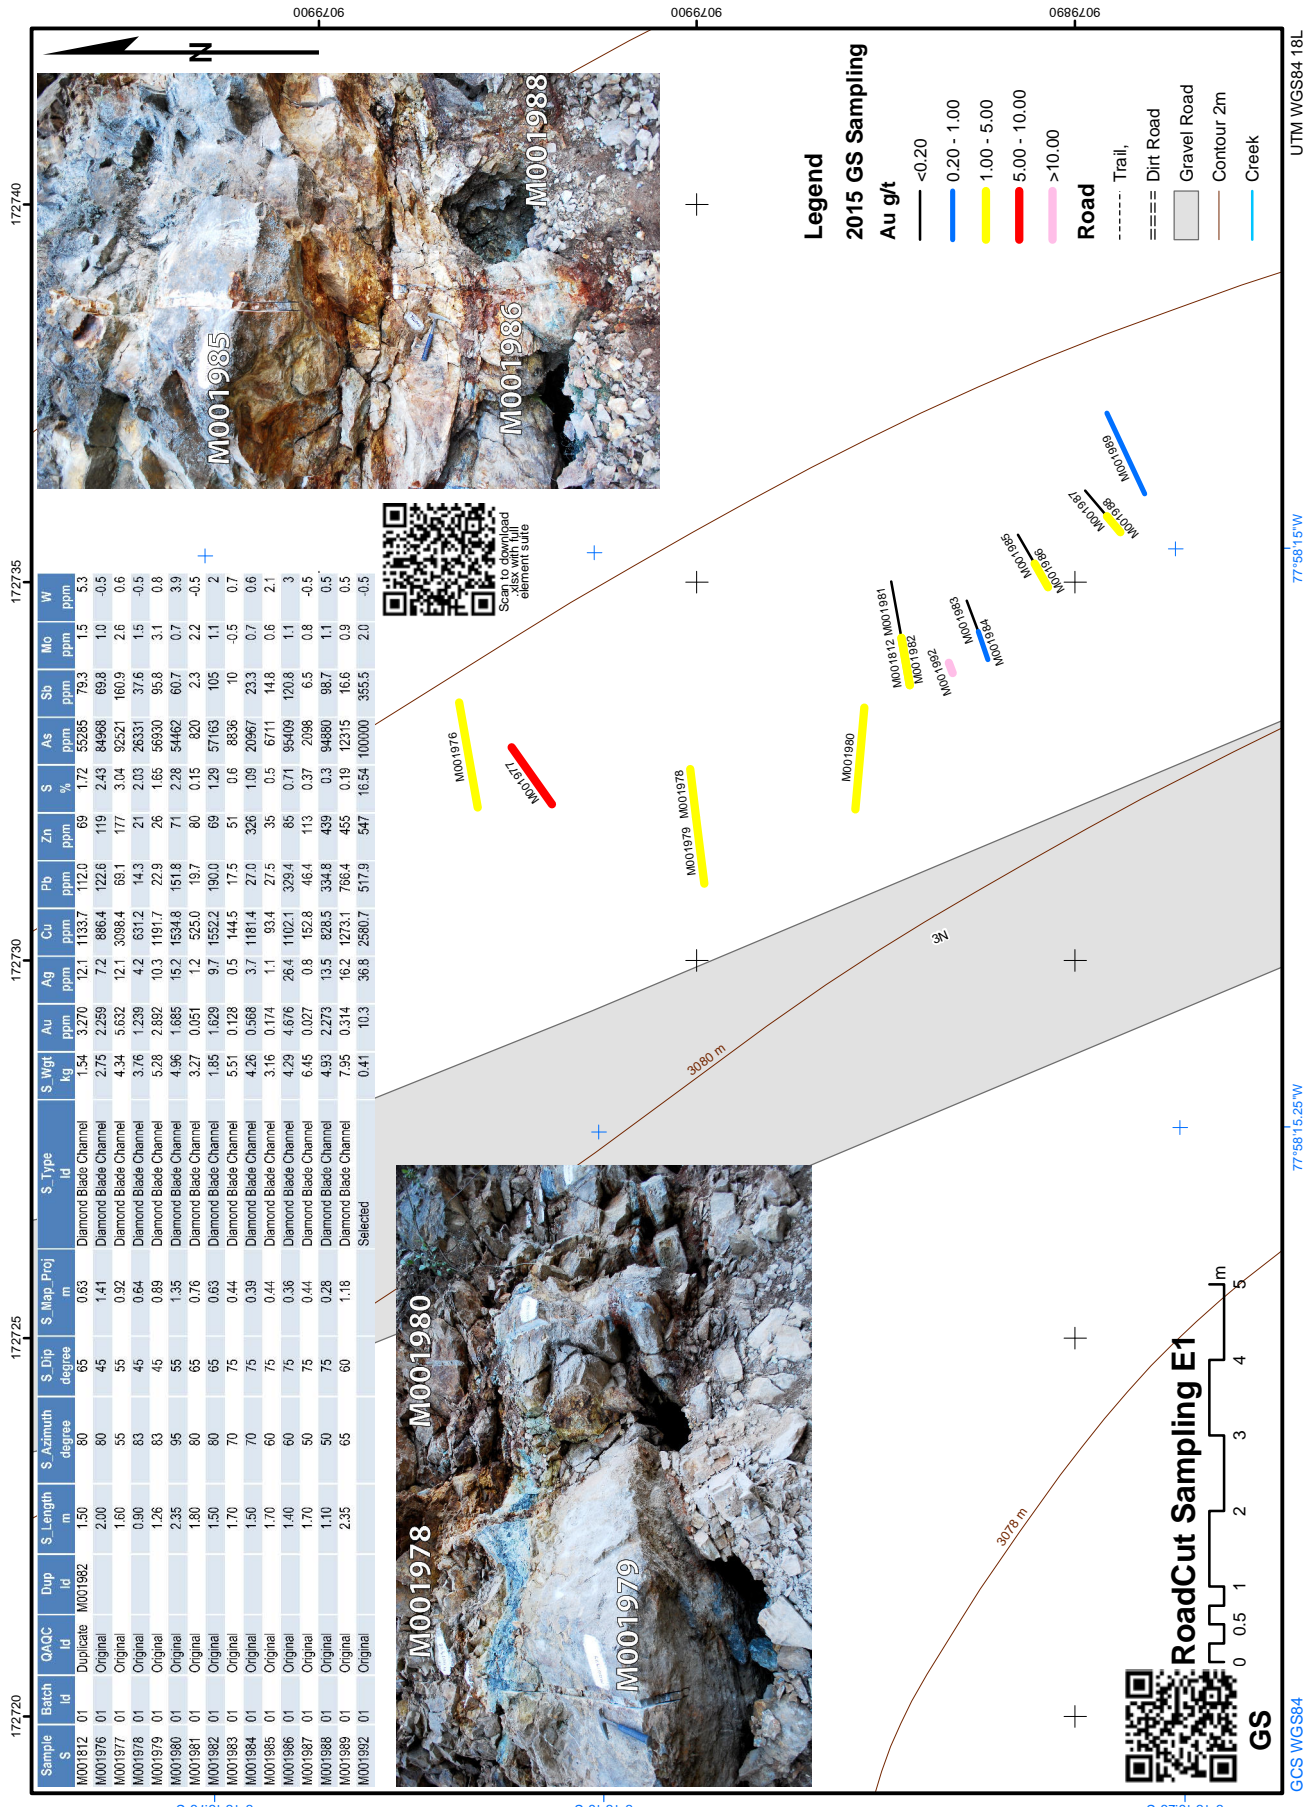 172720 172725 172730 172735 172740
Sample Batch QAQC Dup S_Length S_Azimuth S_Dip S_Map_Proj S_Type S_Wgt Au Ag Cu Pb Zn S As Sb Mo W
S Id Id Id m degree degree m Id kg ppm ppm ppm ppm ppm % ppm ppm ppm ppm
M001812 01 Duplicate M001982 1.50 80 65 0.63 Diamond Blade Channel 1.54 3.270 12.1 1133.7 112.0 69 1.72 55285 79.3 1.5 5.3
M001976 01 Original 2.00 80 45 1.41 Diamond Blade Channel 2.75 2.259 7.2 886.4 122.6 119 2.43 84968 69.8 1.0 -0.5
M001977 01 Original 1.60 55 55 0.92 Diamond Blade Channel 4.34 5.632 12.1 3098.4 69.1 177 3.04 92521 160.9 2.6 0.6
M001978 01 Original 0.90 83 45 0.64 Diamond Blade Channel 3.76 1.239 4.2 631.2 14.3 21 2.03 26331 37.6 1.5 -0.5
M001979 01 Original 1.26 83 45 0.89 Diamond Blade Channel 5.28 2.892 10.3 1191.7 22.9 26 1.65 56930 95.8 3.1 0.8
M001980 01 Original 2.35 95 55 1.35 Diamond Blade Channel 4.96 1.685 15.2 1534.8 151.8 71 2.28 54462 60.7 0.7 3.9
M001981 01 Original 1.80 80 65 0.76 Diamond Blade Channel 3.27 0.051 1.2 525.0 19.7 80 0.15 820 2.3 2.2 -0.5
M001982 01 Original 1.50 80 65 0.63 Diamond Blade Channel 1.85 1.629 9.7 1552.2 190.0 69 1.29 57163 105 1.1 2
M001983 01 Original 1.70 70 75 0.44 Diamond Blade Channel 5.51 0.128 0.5 144.5 17.5 51 0.6 8836 10 -0.5 0.7
M001984 01 Original 1.50 70 75 0.39 Diamond Blade Channel 4.26 0.568 3.7 1181.4 27.0 326 1.09 20967 23.3 0.7 0.6
M001985 01 Original 1.70 60 75 0.44 Diamond Blade Channel 3.16 0.174 1.1 93.4 27.5 35 0.5 6711 14.8 0.6 2.1
M001986 01 Original 1.40 60 75 0.36 Diamond Blade Channel 4.29 4.676 26.4 1102.1 329.4 85 0.71 95409 120.8 1.1 3
M001987 01 Original 1.70 50 75 0.44 Diamond Blade Channel 6.45 0.027 0.8 152.8 46.4 113 0.37 2098 6.5 0.8 -0.5
M001988 01 Original 1.10 50 75 0.28 Diamond Blade Channel 4.93 2.273 13.5 828.5 334.8 439 0.3 94880 98.7 1.1 0.5
M001989 01 Original 2.35 65 60 1.18 Diamond Blade Channel 7.95 0.314 16.2 1273.1 766.4 455 0.19 12315 16.6 0.9 0.5
M001992 01 Original Selected 0.41 10.3 36.8 2580.7 517.9 547 16.54 100000 355.5 2.0 -0.5
N
M001985
M001986
M001988
9079900
9079900
9079890
Scan to download
.xlsx with full
element suite
M001978
M001980
M001979
M001976
M001977
M001979 M001978
M001980
M001812 M001981
M001982
M001992
M001983
M001984
M001985
M001986
M001987
M001988
M001989
3N
3080 m
3078 m
Legend
2015 GS Sampling
Au g/t
<0.20
0.20 - 1.00
1.00 - 5.00
5.00 - 10.00
>10.00
Road
Trail,
Dirt Road
Gravel Road
Contour 2m
Creek
RoadCut Sampling E1
0 0.5 1 2 3 4 5
m
GS
GCS WGS84
77°58'15.25"W
77°58'15"W
UTM WGS84 18L